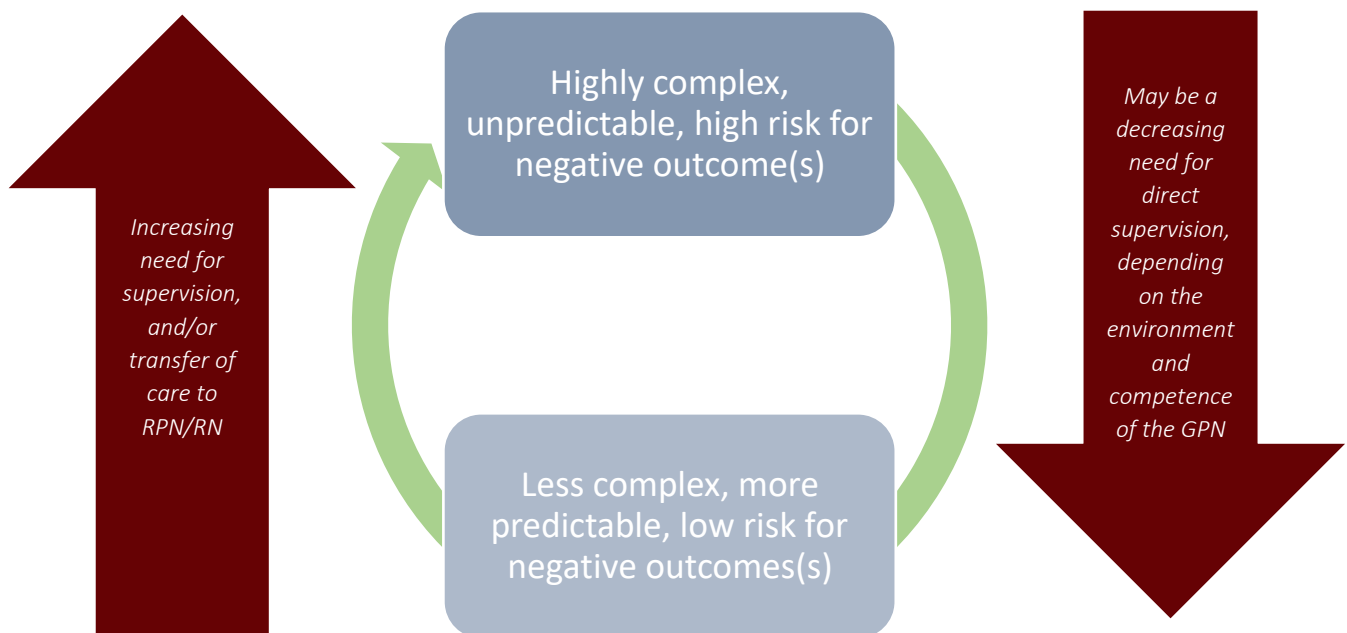 Increasing
need for
supervision,
and/or
transfer of
care to
RPN/RN
Highly complex,
unpredictable, high risk for
negative outcome(s)
Less complex, more
predictable, low risk for
negative outcomes(s)
May be a
decreasing
need for
direct
supervision,
depending
on the
environment
and
competence
of the GPN